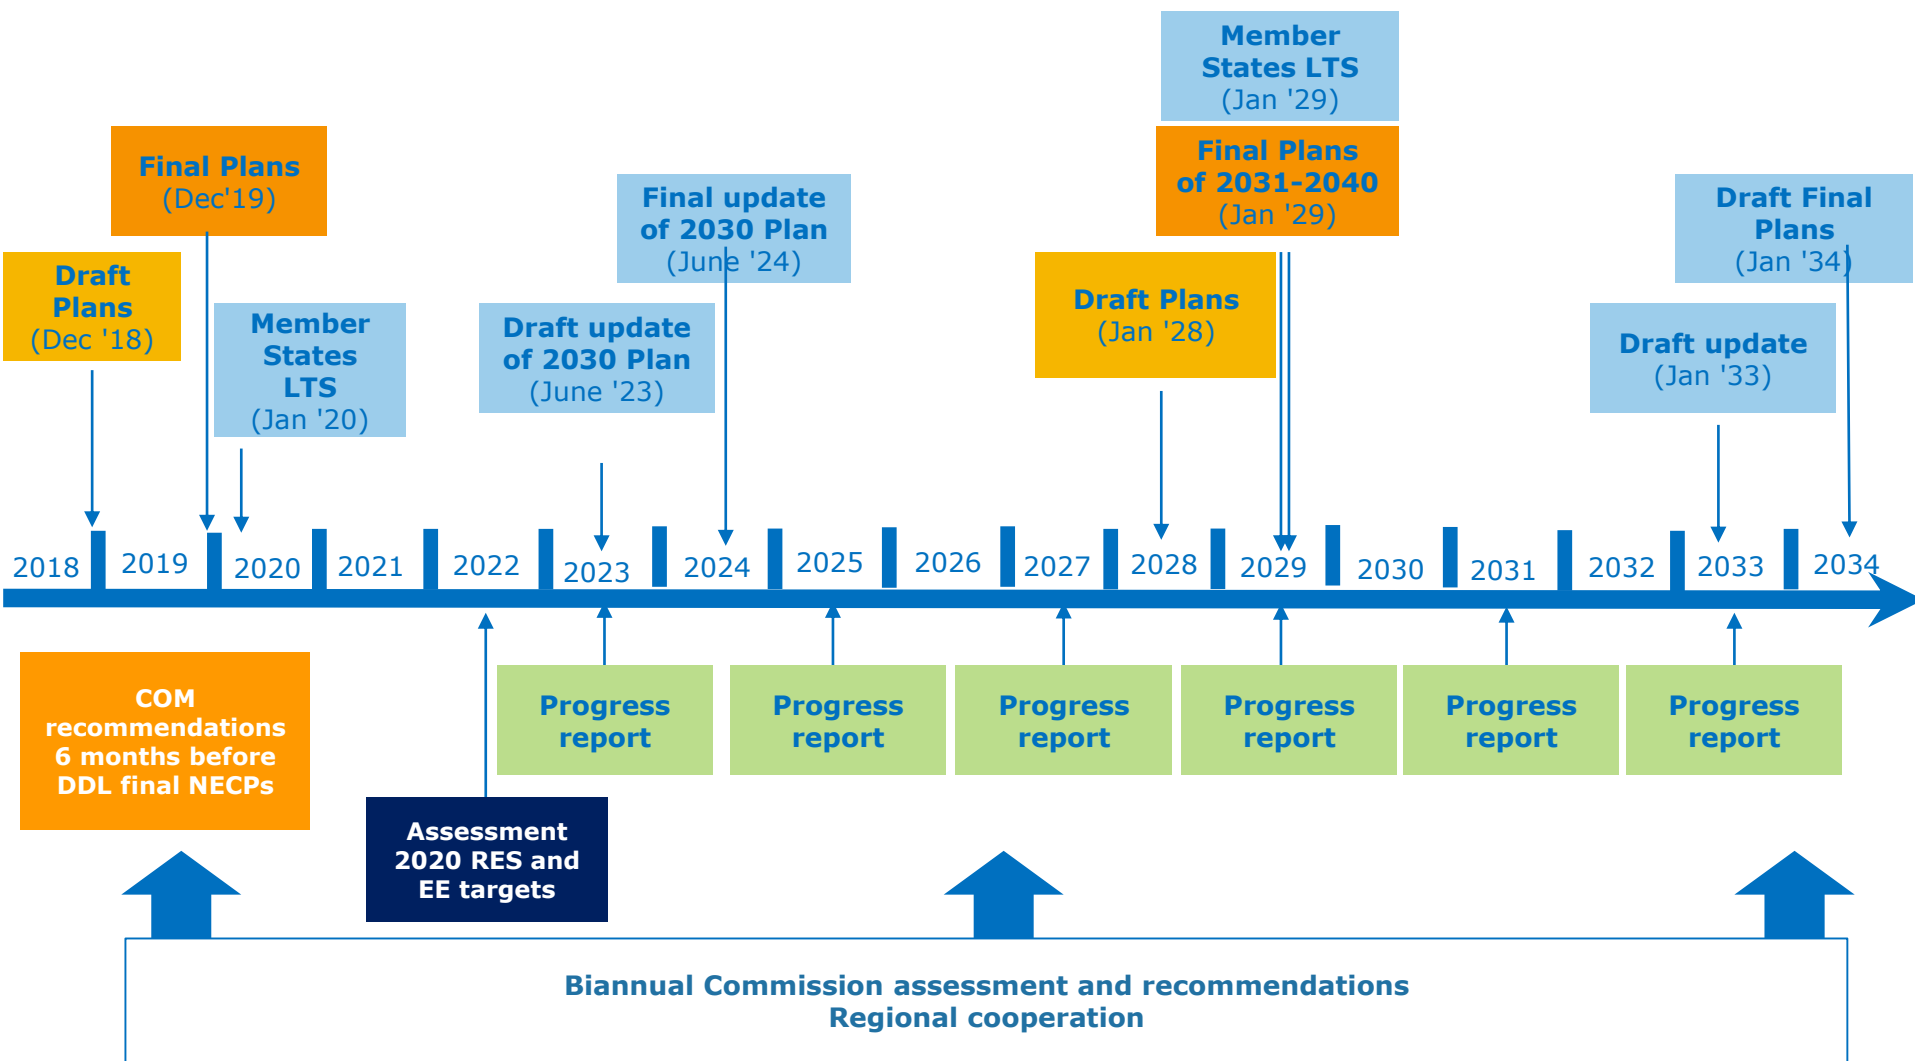 Member
States LTS
(Jan '29)
Final Plans
(Dec'19)
Final Plans
of 2031-2040
(Jan '29)
Final update
of 2030 Plan
(June '24)
Draft Final
Plans
(Jan '34)
Draft
Plans
(Dec '18)
Member
States
LTS
(Jan '20)
Draft update
of 2030 Plan
(June '23)
Draft Plans
(Jan '28)
Draft update
(Jan '33)
2018 2019 2020 2021 2022 2023 2024 2025 2026 2027 2028 2029 2030 2031 2032 2033 2034
COM
recommendations
6 months before
DDL final NECPs
Progress
report
Progress
report
Progress
report
Progress
report
Progress
report
Progress
report
Assessment
2020 RES and
EE targets
Biannual Commission assessment and recommendations
Regional cooperation